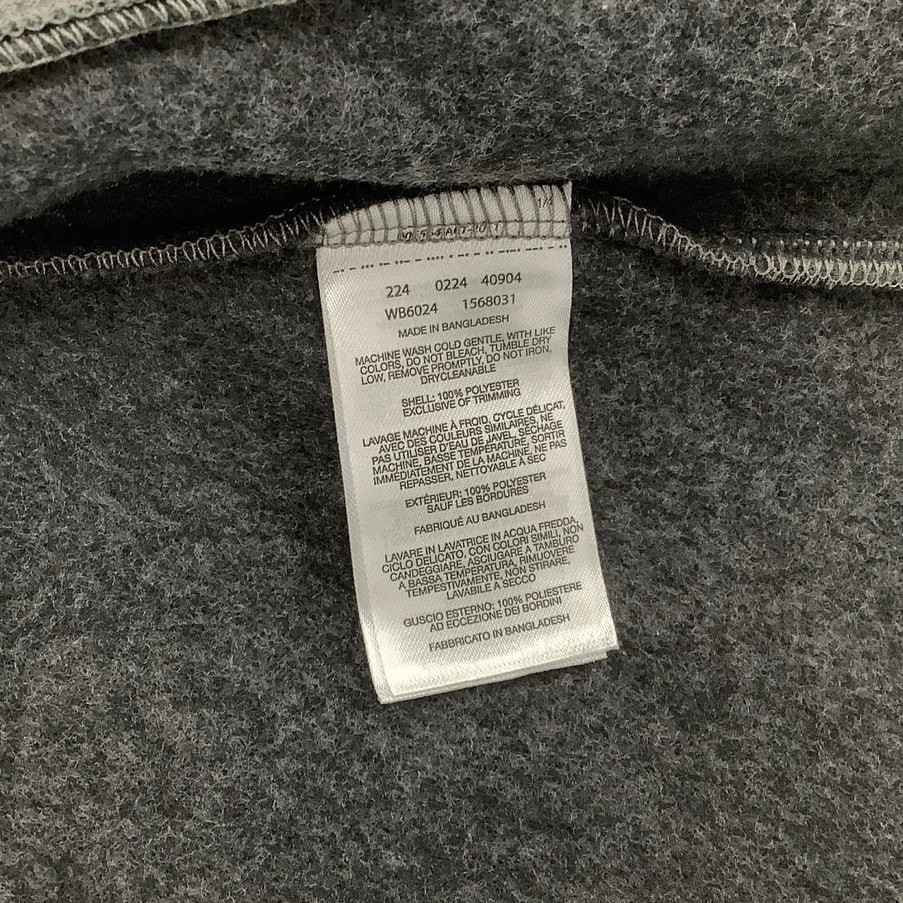 224 0224 40904
WB6024 1568031
MADE IN BANGLADESH
MACHINE WASH COLD GENTLE, WITH LIKE
COLORS, DO NOT BLEACH, TUMBLE DRY
LOW, REMOVE PROMPTLY, DO NOT IRON,
DRYCLEANABLE
SHELL: 100% POLYESTER
EXCLUSIVE OF TRIMMING
LAVAGE MACHINE À FROID, CYCLE DÉLICAT,
AVEC DES COULEURS SIMILAIRES, NE
PAS UTILISER D'EAU DE JAVEL, SÉCHAGE
MACHINE, BASSE TEMPÉRATURE, SORTIR
IMMÉDIATEMENT DE LA MACHINE, NE PAS
REPASSER, NETTOYABLE À SEC
EXTÉRIEUR: 100% POLYESTER
SAUF LES BORDURES
FABRIQUÉ AU BANGLADESH
LAVARE IN LAVATRICE IN ACQUA FREDDA,
CICLO DELICATO, CON COLORI SIMILI, NON
CANDEGGIARE, ASCIUGARE A TAMBURO
A BASSA TEMPERATURA, RIMUOVERE
TEMPESTIVAMENTE, NON STIRARE,
LAVABILE A SECCO
GUSCIO ESTERNO: 100% POLIESTERE
AD ECCEZIONE DEI BORDINI
FABBRICATO IN BANGLADESH